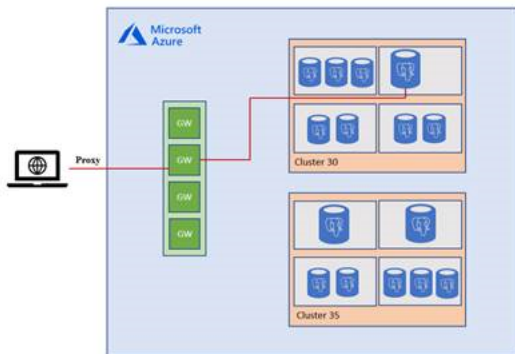 Microsoft
Azure
Proxy
GW
GW
GW
GW
Cluster 30
Cluster 35